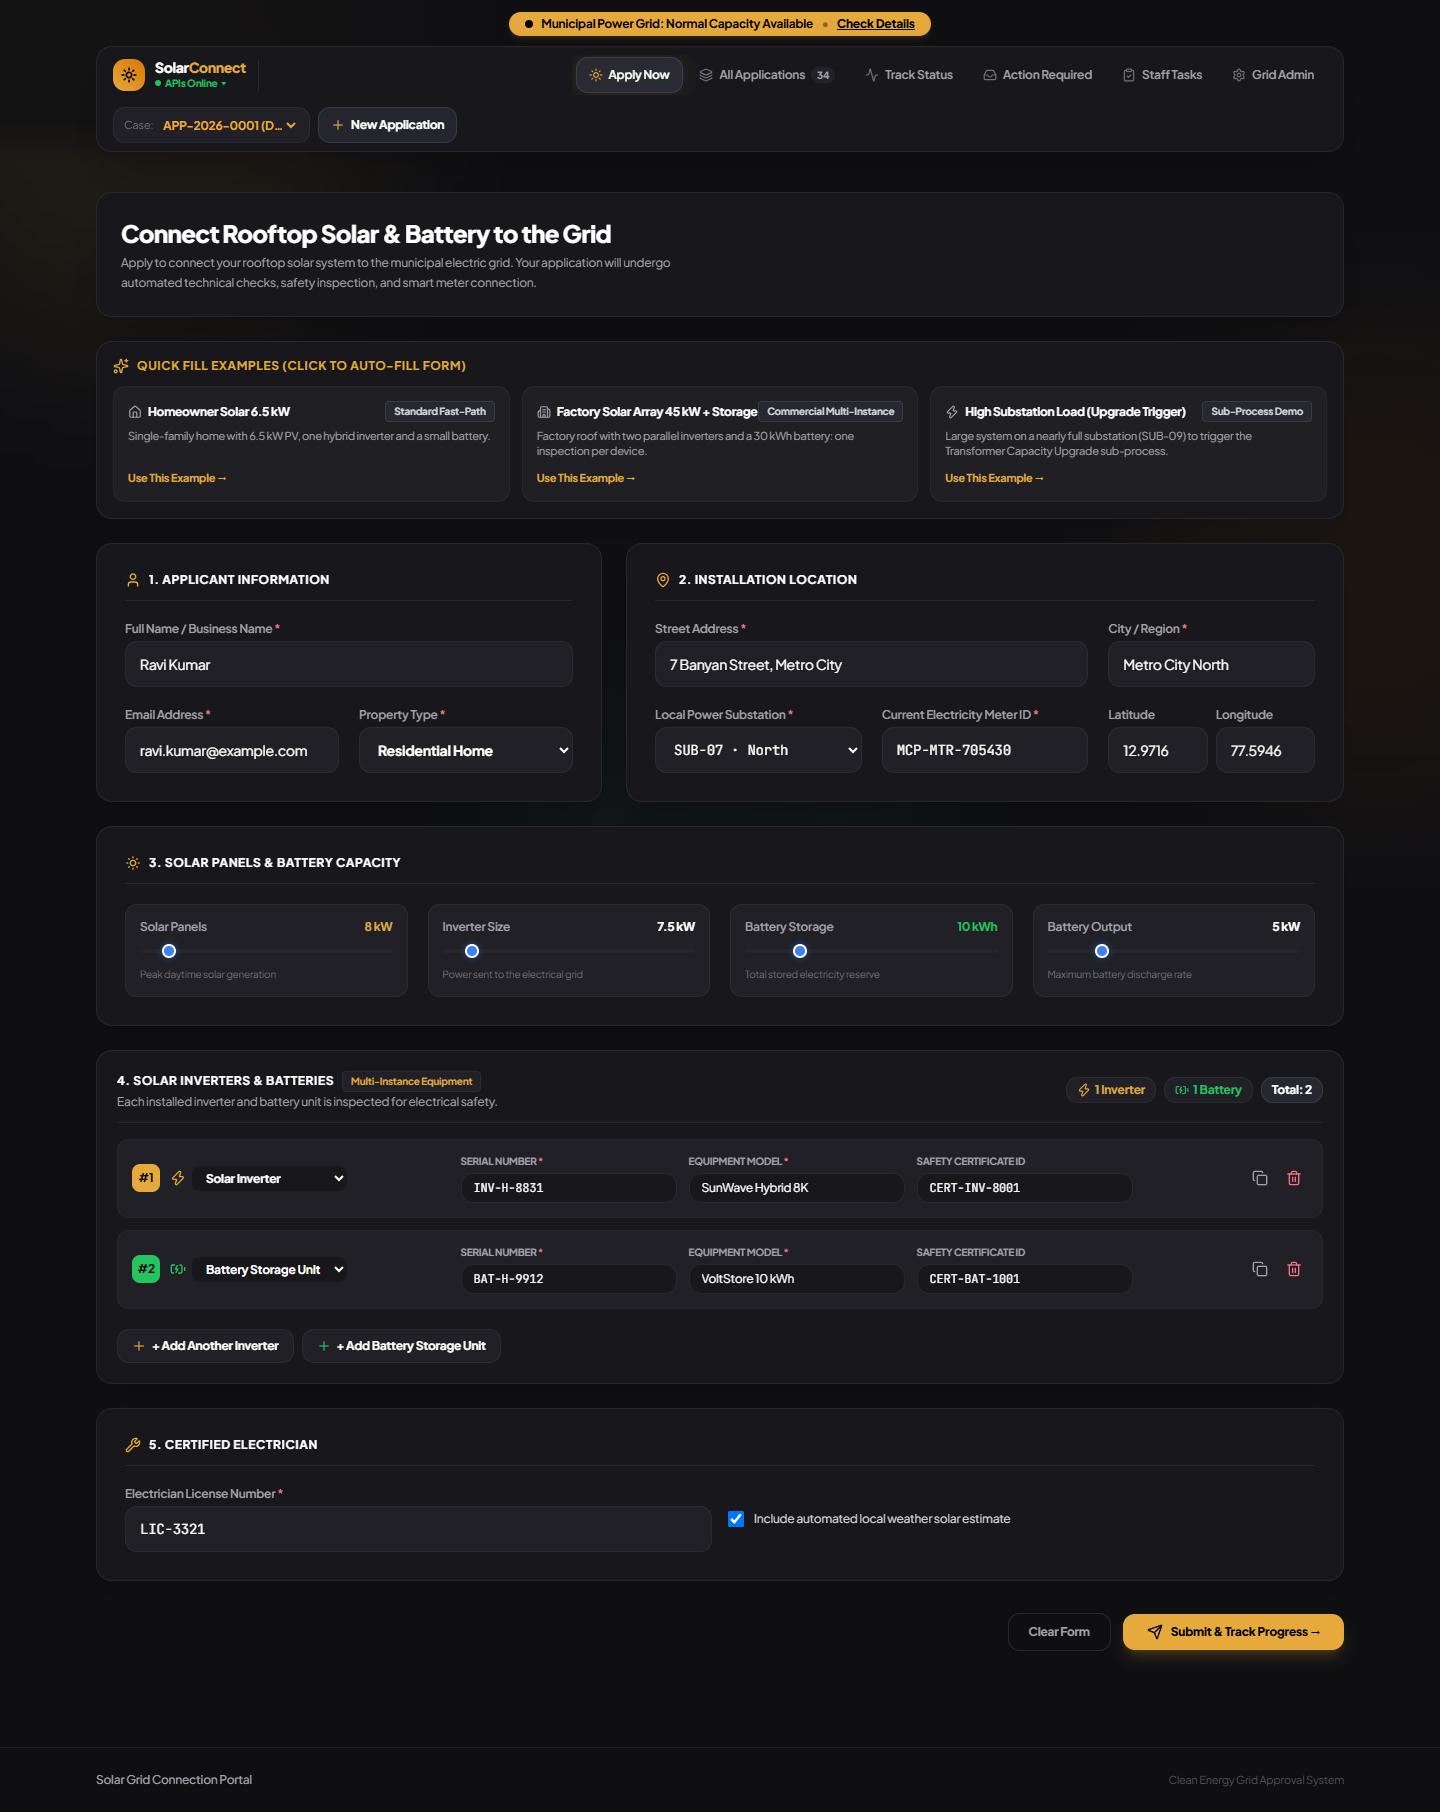 Municipal Power Grid: Normal Capacity Available • Check Details
SolarConnect
APIs Online
Apply Now
All Applications 34
Track Status
Action Required
Staff Tasks
Grid Admin
Case: APP-2026-0001 (D...
New Application
Connect Rooftop Solar & Battery to the Grid
Apply to connect your rooftop solar system to the municipal electric grid. Your application will undergo
automated technical checks, safety inspection, and smart meter connection.
QUICK FILL EXAMPLES (CLICK TO AUTO-FILL FORM)
Homeowner Solar 6.5 kW
Standard Fast-Path
Single-family home with 6.5 kW PV, one hybrid inverter and a small battery.
Use This Example →
Factory Solar Array 45 kW + Storage
Commercial Multi-Instance
Factory roof with two parallel inverters and a 30 kWh battery: one
inspection per device.
Use This Example →
High Substation Load (Upgrade Trigger)
Sub-Process Demo
Large system on a nearly full substation (SUB-09) to trigger the
Transformer Capacity Upgrade sub-process.
Use This Example →
1. APPLICANT INFORMATION
Full Name / Business Name *
Ravi Kumar
Email Address *
Property Type *
ravi.kumar@example.com
Residential Home
2. INSTALLATION LOCATION
Street Address *
City / Region *
7 Banyan Street, Metro City
Metro City North
Local Power Substation *
Current Electricity Meter ID *
Latitude
Longitude
SUB-07 · North
MCP-MTR-705430
12.9716
77.5946
3. SOLAR PANELS & BATTERY CAPACITY
Solar Panels 8 kW
Peak daytime solar generation
Inverter Size 7.5 kW
Power sent to the electrical grid
Battery Storage 10 kWh
Total stored electricity reserve
Battery Output 5 kW
Maximum battery discharge rate
4. SOLAR INVERTERS & BATTERIES
Multi-Instance Equipment
Each installed inverter and battery unit is inspected for electrical safety.
1 Inverter
1 Battery
Total: 2
#1
Solar Inverter
SERIAL NUMBER *
EQUIPMENT MODEL *
SAFETY CERTIFICATE ID
INV-H-8831
SunWave Hybrid 8K
CERT-INV-8001
#2
Battery Storage Unit
SERIAL NUMBER *
EQUIPMENT MODEL *
SAFETY CERTIFICATE ID
BAT-H-9912
VoltStore 10 kWh
CERT-BAT-1001
+ Add Another Inverter
+ Add Battery Storage Unit
5. CERTIFIED ELECTRICIAN
Electrician License Number *
LIC-3321
Include automated local weather solar estimate
Clear Form
Submit & Track Progress →
Solar Grid Connection Portal
Clean Energy Grid Approval System